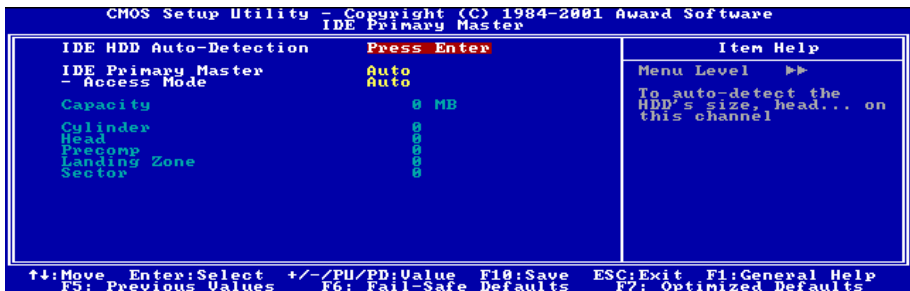 CMOS Setup Utility – Copyright (C) 1984-2001 Award Software
IDE Primary Master
IDE HDD Auto-Detection Press Enter
IDE Primary Master Auto
– Access Mode Auto
Capacity 0 MB
Cylinder 0
Head 0
Precomp 0
Landing Zone 0
Sector 0
Item Help
Menu Level ►►
To auto-detect the
HDD's size, head... on
this channel
↑↓:Move Enter:Select +/-/PU/PD:Value F10:Save ESC:Exit F1:General Help
F5: Previous Values F6: Fail-Safe Defaults F7: Optimized Defaults